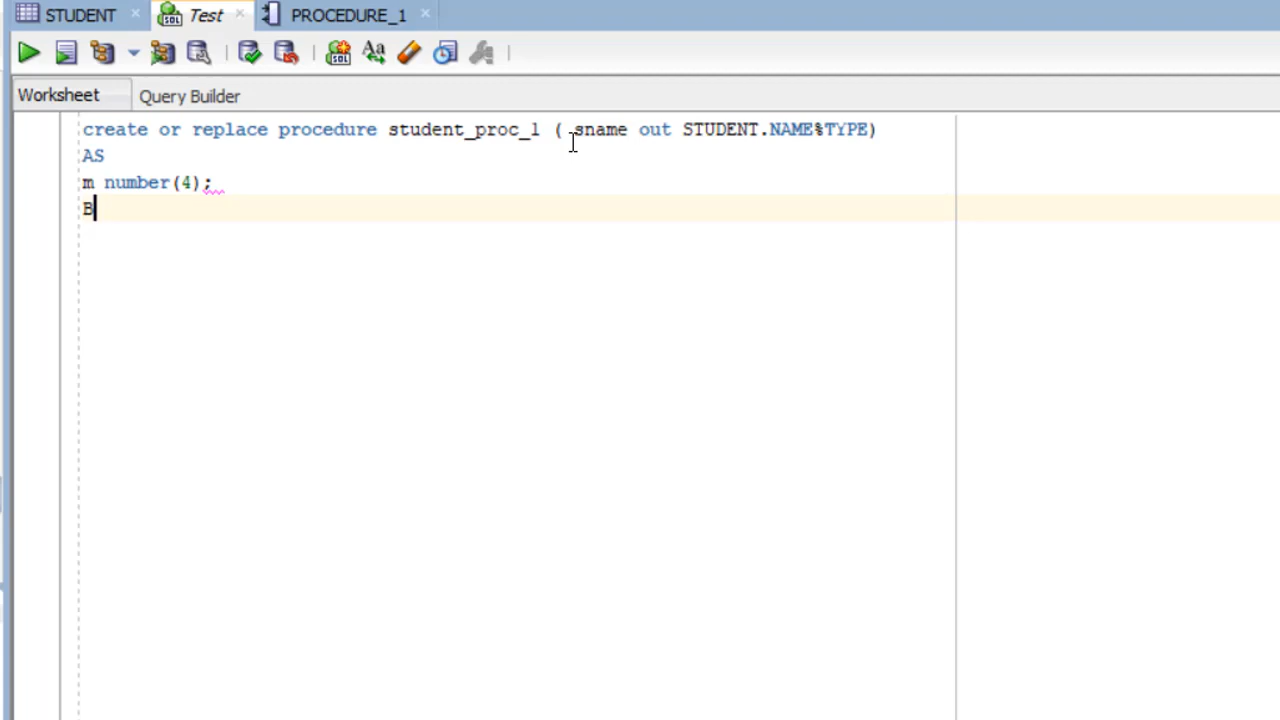 STUDENT Test PROCEDURE_1
Worksheet Query Builder
create or replace procedure student_proc_1 ( sname out STUDENT.NAME%TYPE)
AS
m number(4);
B